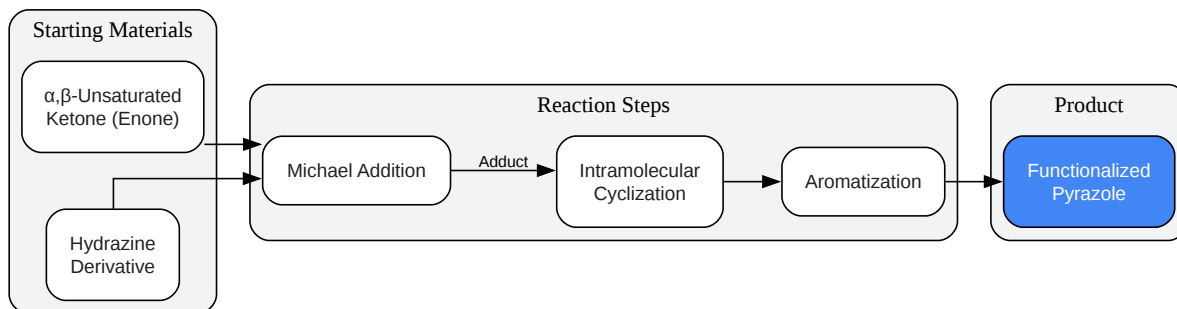 Starting Materials
α,β-Unsaturated
Ketone (Enone)
Hydrazine
Derivative
Reaction Steps
Michael Addition
Adduct
Intramolecular
Cyclization
Aromatization
Product
Functionalized
Pyrazole